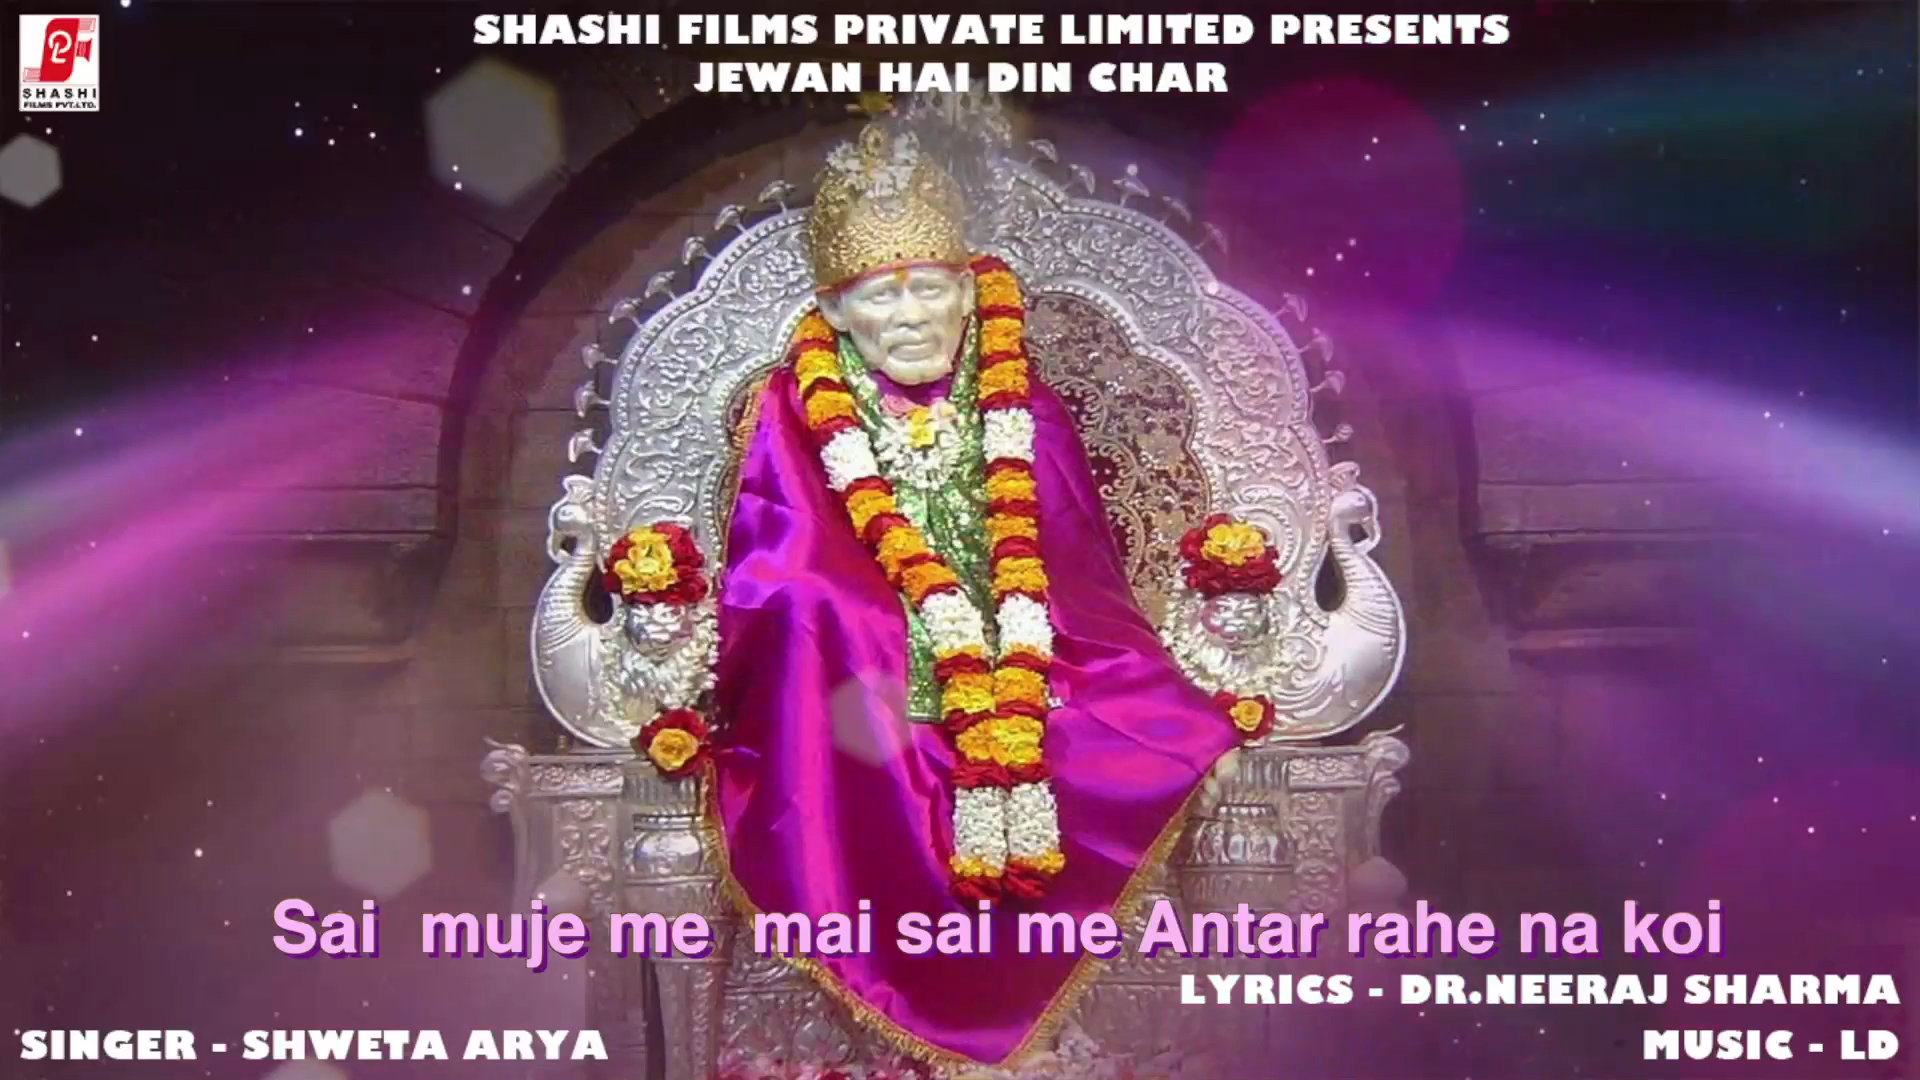 SHASHI FILMS PRIVATE LIMITED PRESENTS
JEWAN HAI DIN CHAR
SHASHI
FILMS PVT.LTD.
Sai muje me mai sai me Antar rahe na koi
LYRICS - DR.NEERAJ SHARMA
SINGER - SHWETA ARYA
MUSIC - LD